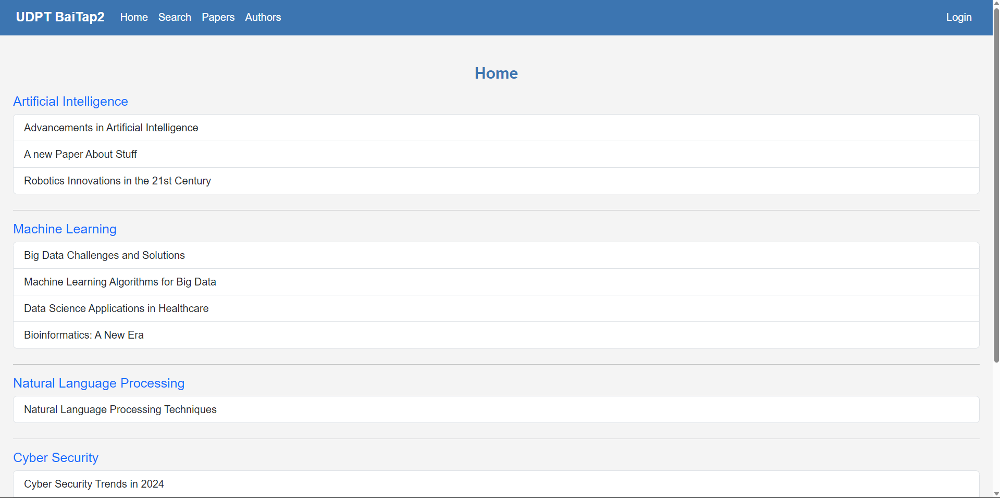 UDPT BaiTap2 Home Search Papers Authors Login
Home
Artificial Intelligence
Advancements in Artificial Intelligence
A new Paper About Stuff
Robotics Innovations in the 21st Century
Machine Learning
Big Data Challenges and Solutions
Machine Learning Algorithms for Big Data
Data Science Applications in Healthcare
Bioinformatics: A New Era
Natural Language Processing
Natural Language Processing Techniques
Cyber Security
Cyber Security Trends in 2024